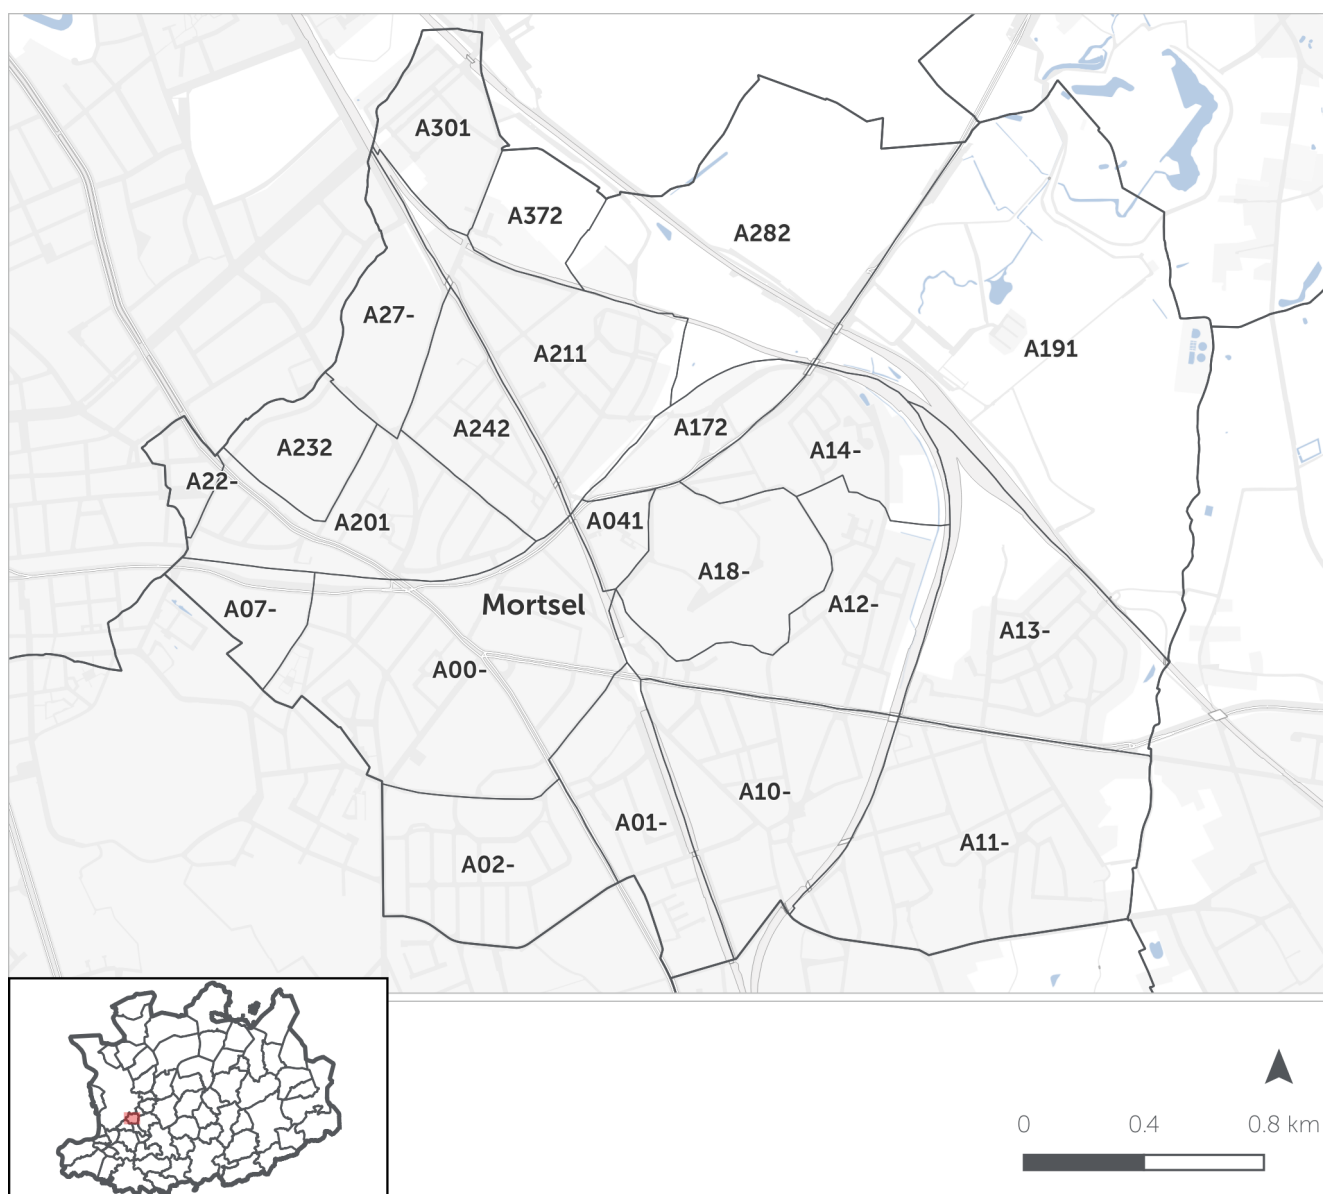 A301
A372
A282
A27-
A211
A191
A242
A172
A232
A14-
A22-
A201
A041
A18-
Mortsel
A07-
A12-
A13-
A00-
A10-
A01-
A11-
A02-
0 0.4 0.8 km